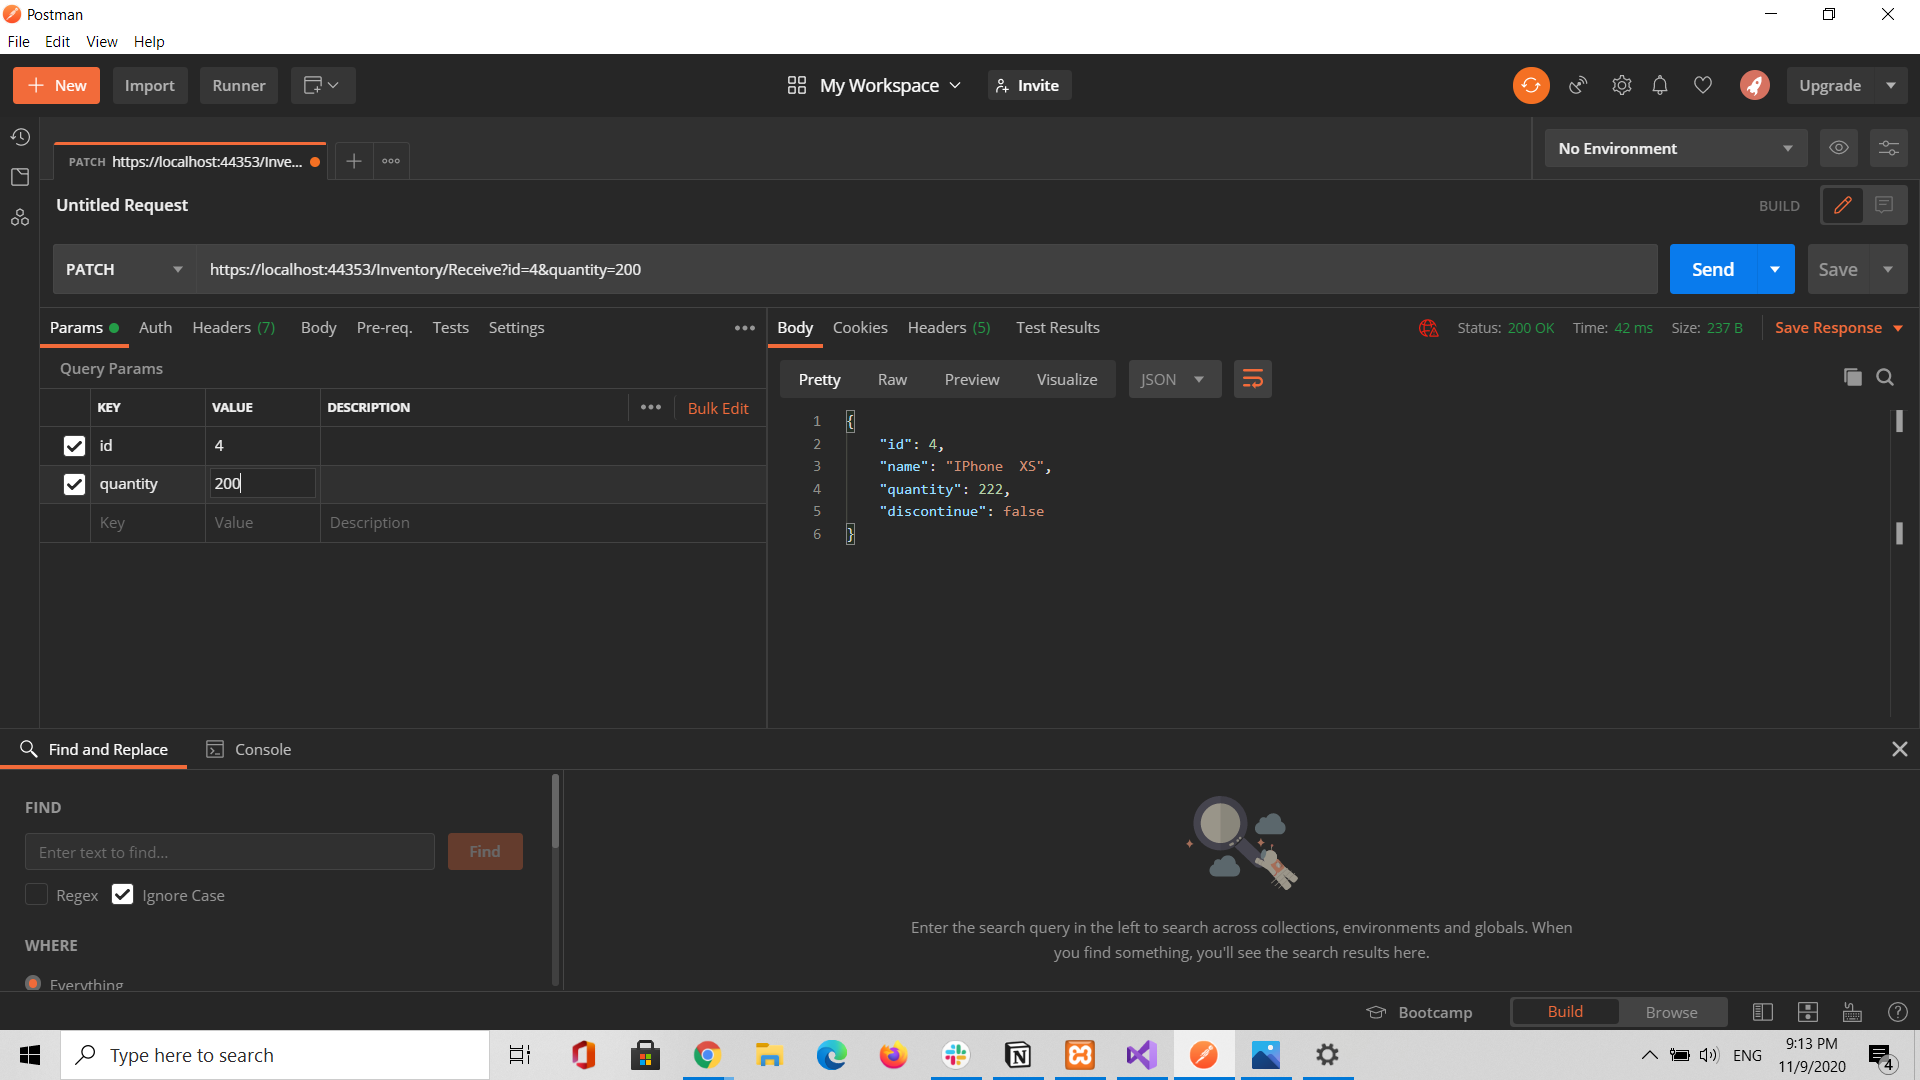 Postman
File Edit View Help
New Import Runner My Workspace Invite Upgrade
PATCH https://localhost:44353/Inve... No Environment
Untitled Request BUILD
PATCH https://localhost:44353/Inventory/Receive?id=4&quantity=200 Send Save
Params Auth Headers (7) Body Pre-req. Tests Settings
Body Cookies Headers (5) Test Results Status: 200 OK Time: 42 ms Size: 237 B Save Response
Query Params
Pretty Raw Preview Visualize JSON
KEY VALUE DESCRIPTION Bulk Edit
id 4
quantity 200
Key Value Description
1 {
2 "id": 4,
3 "name": "IPhone  XS",
4 "quantity": 222,
5 "discontinue": false
6 }
Find and Replace Console
FIND
Enter text to find... Find
Regex Ignore Case
WHERE
Everything
Enter the search query in the left to search across collections, environments and globals. When
you find something, you'll see the search results here.
Bootcamp Build Browse
Type here to search
ENG
9:13 PM
11/9/2020
4